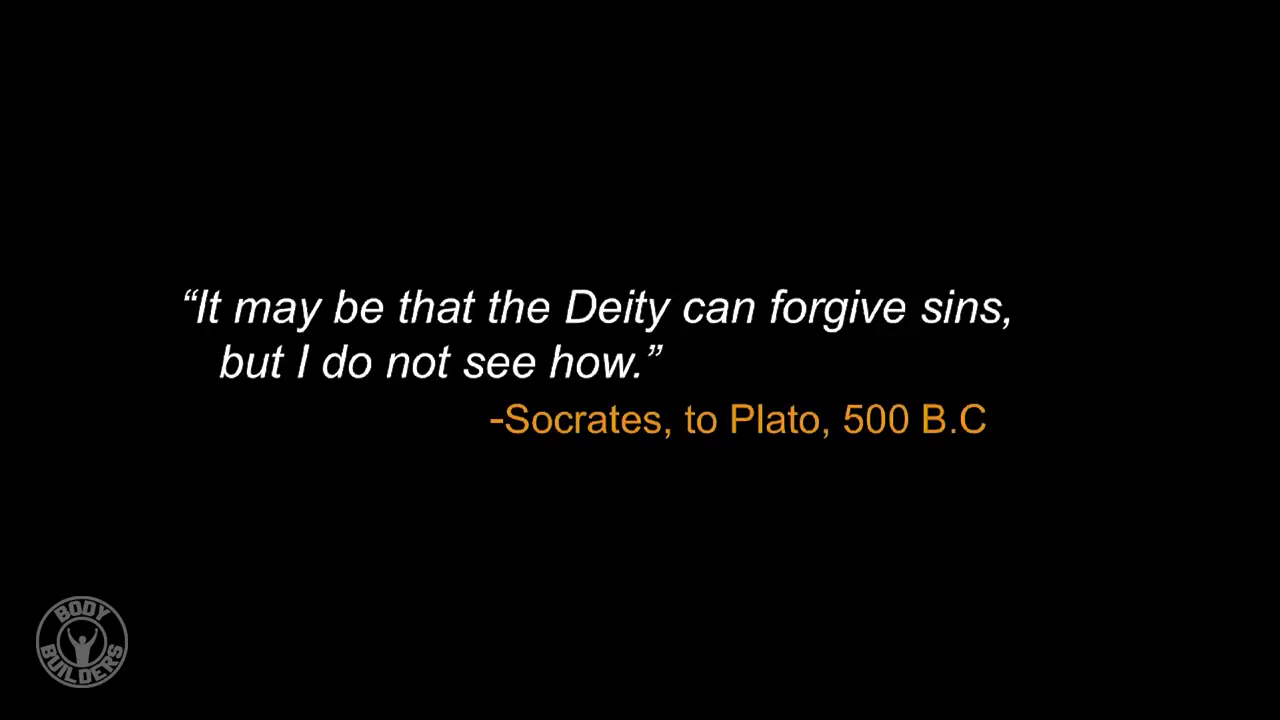 “It may be that the Deity can forgive sins,
but I do not see how.”
-Socrates, to Plato, 500 B.C
BODY
BUILDERS